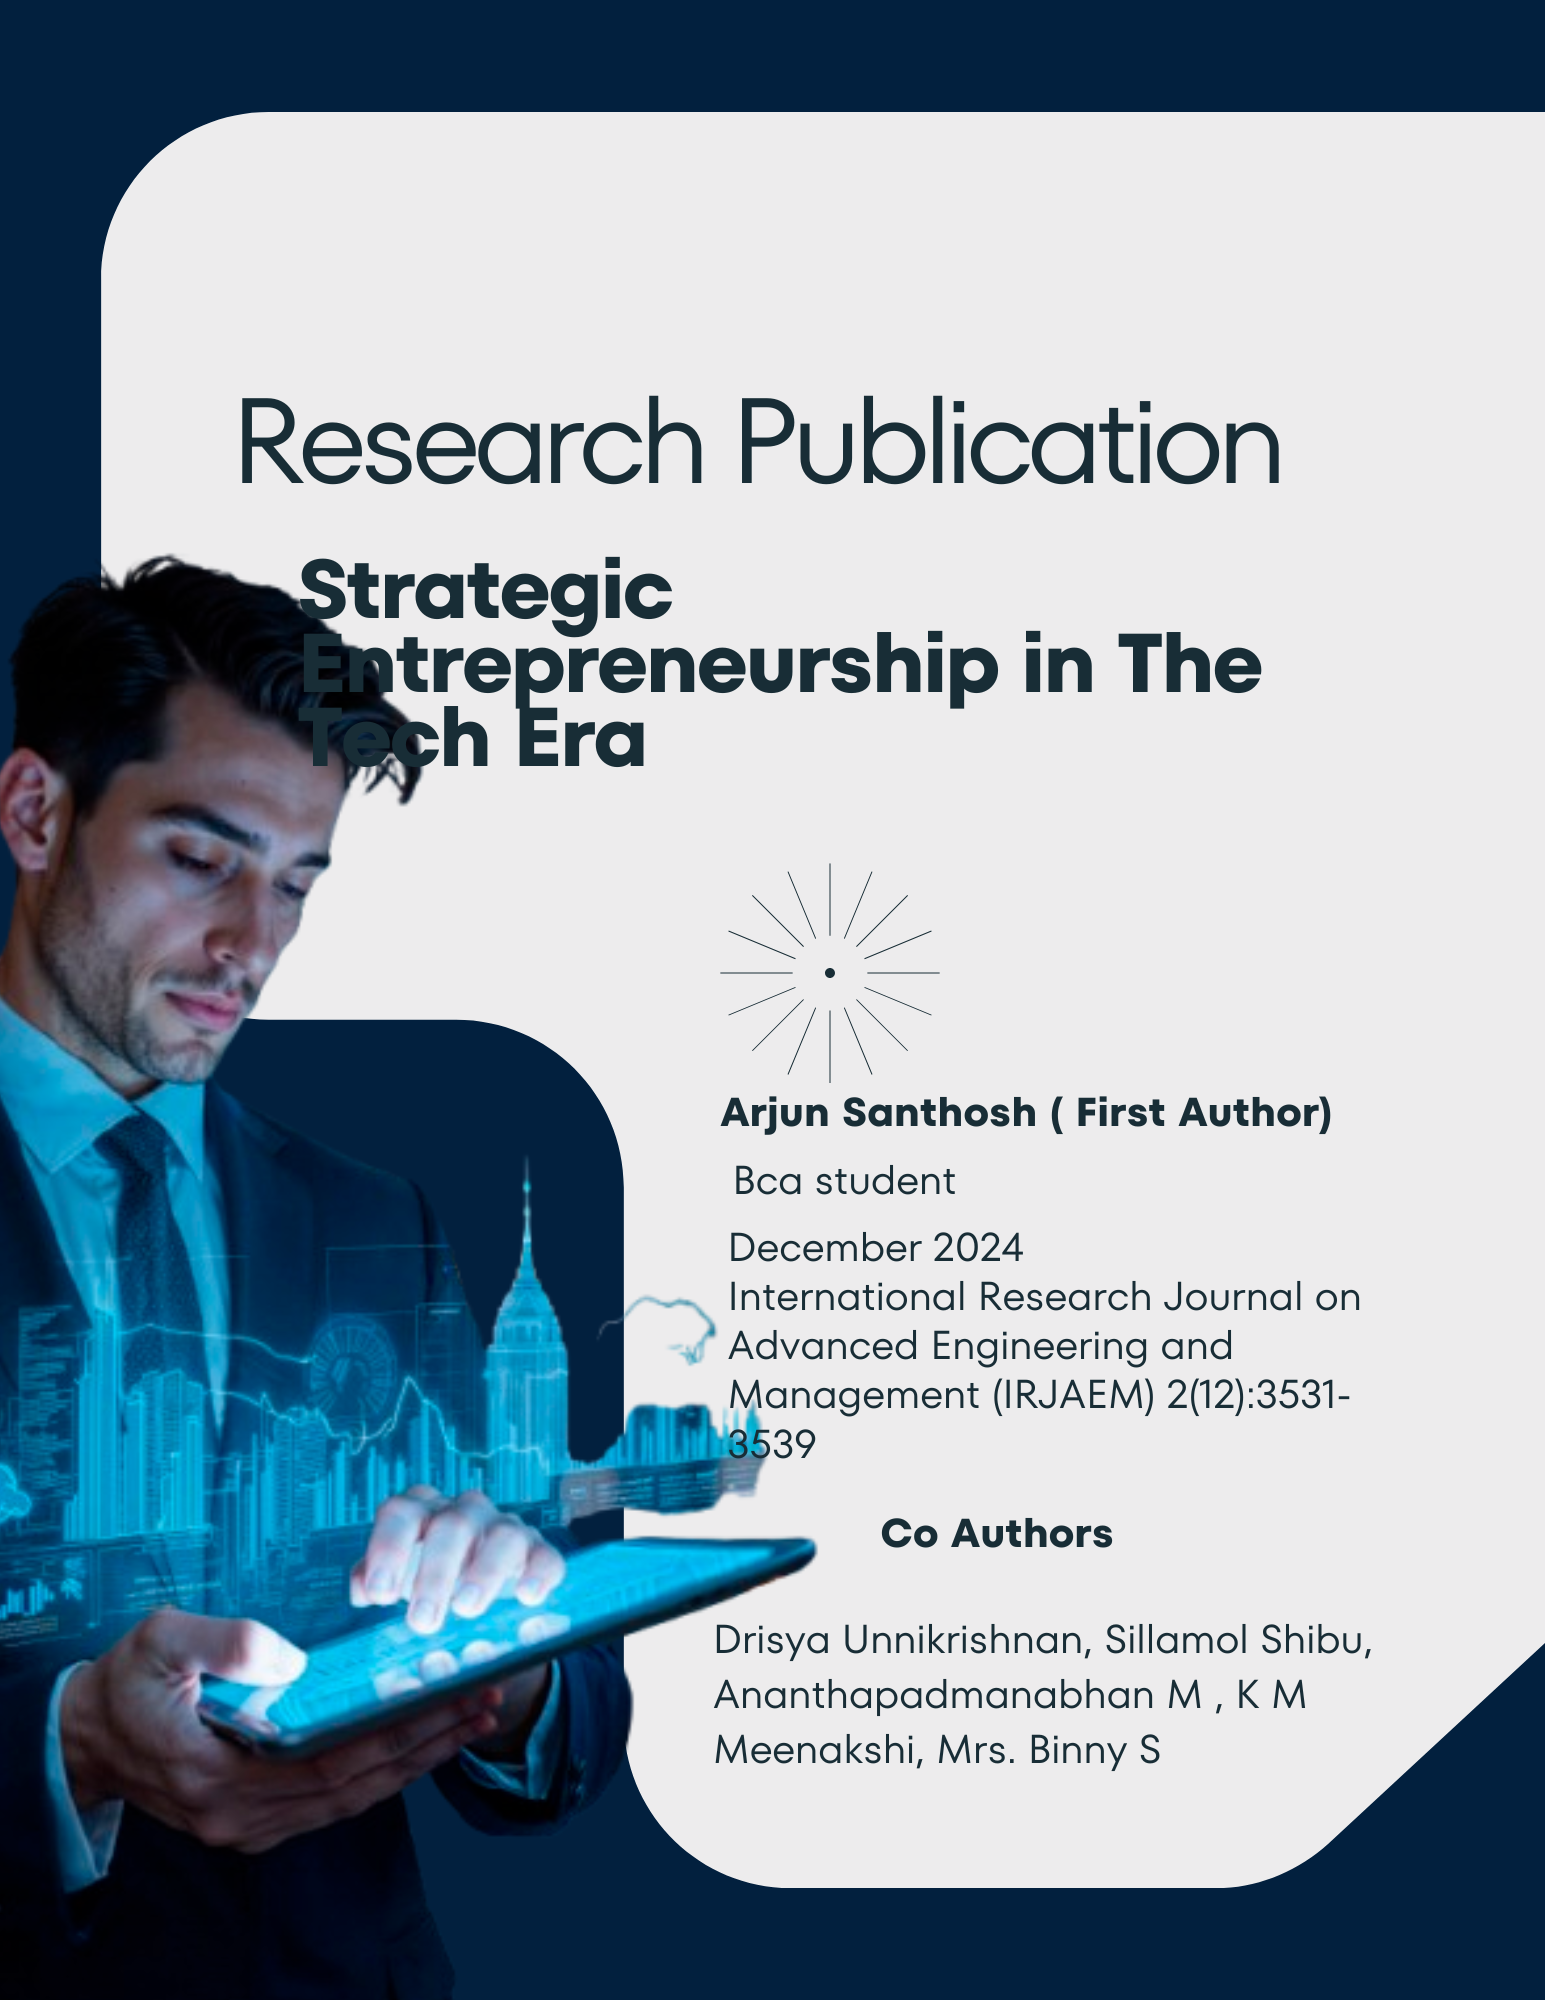 Research Publication
Strategic
Entrepreneurship in The
Tech Era
Arjun Santhosh ( First Author)
Bca student
December 2024
International Research Journal on
Advanced Engineering and
Management (IRJAEM) 2(12):3531-
3539
Co Authors
Drisya Unnikrishnan, Sillamol Shibu,
Ananthapadmanabhan M , K M
Meenakshi, Mrs. Binny S